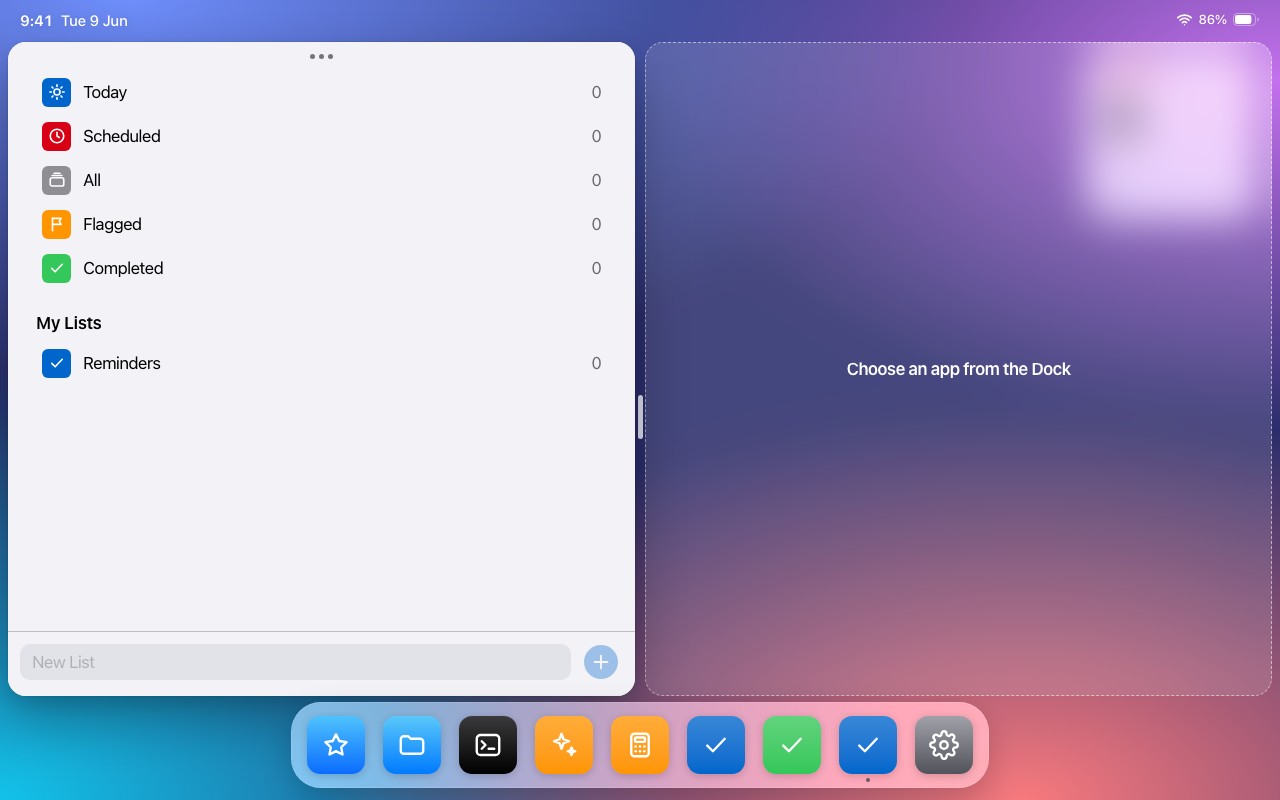 9:41 Tue 9 Jun
86%
Today 0
Scheduled 0
All 0
Flagged 0
Completed 0
My Lists
Reminders 0
Choose an app from the Dock
New List